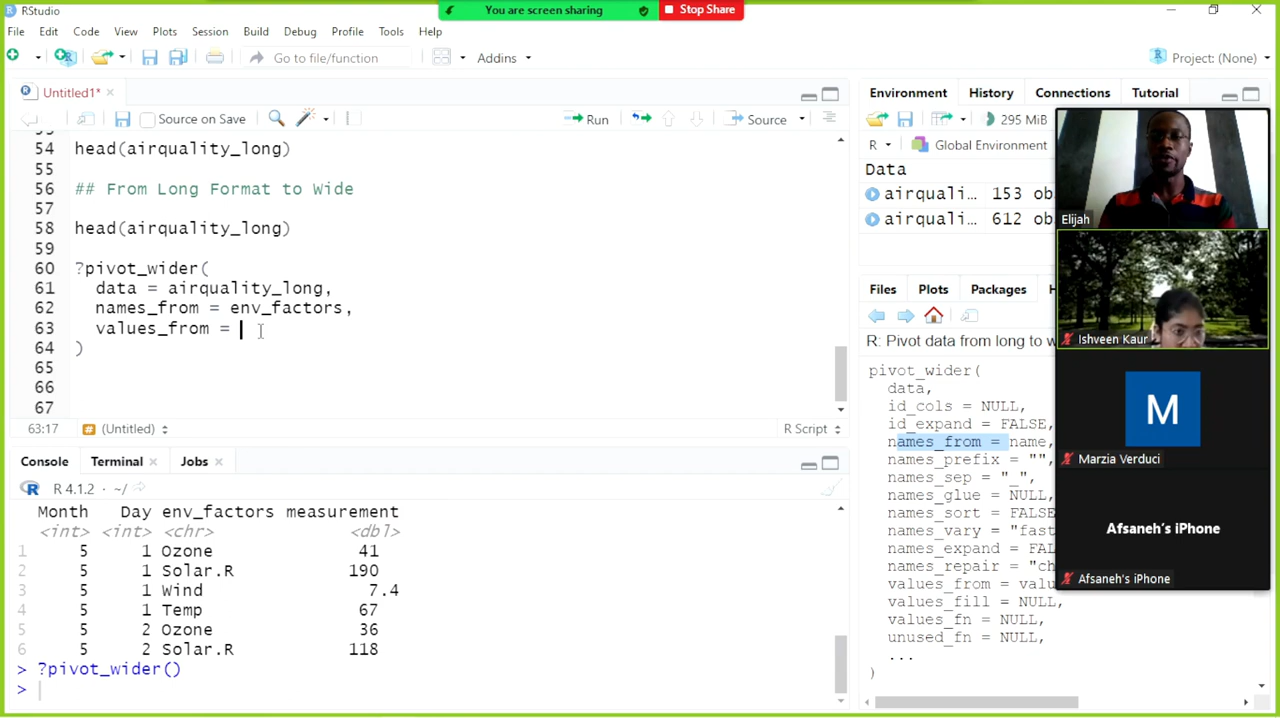 RStudio
You are screen sharing
Stop Share
File Edit Code View Plots Session Build Debug Profile Tools Help
Go to file/function
Addins
Project: (None)
Untitled1*
Source on Save
Run
Source
54 head(airquality_long)
55
56 ## From Long Format to Wide
57
58 head(airquality_long)
59
60 ?pivot_wider(
61 data = airquality_long,
62 names_from = env_factors,
63 values_from =
64 )
65
66
67
63:17 # (Untitled) R Script
Console Terminal Jobs
R 4.1.2 · ~/
Month Day env_factors measurement
<int> <int> <chr> <dbl>
1 5 1 Ozone 41
2 5 1 Solar.R 190
3 5 1 Wind 7.4
4 5 1 Temp 67
5 5 2 Ozone 36
6 5 2 Solar.R 118
> ?pivot_wider()
>
Environment History Connections Tutorial
295 MiB
R Global Environment
Data
airquali… 153 ob
airquali… 612 ob
Files Plots Packages H
R: Pivot data from long to w
pivot_wider(
data,
id_cols = NULL,
id_expand = FALSE,
names_from = name,
names_prefix = "",
names_sep = "_",
names_glue = NULL,
names_sort = FALSE
names_vary = "fast
names_expand = FAL
names_repair = "ch
values_from = valu
values_fill = NULL,
values_fn = NULL,
unused_fn = NULL,
...
)
Elijah
Ishveen Kaur
M
Marzia Verduci
Afsaneh's iPhone
Afsaneh's iPhone